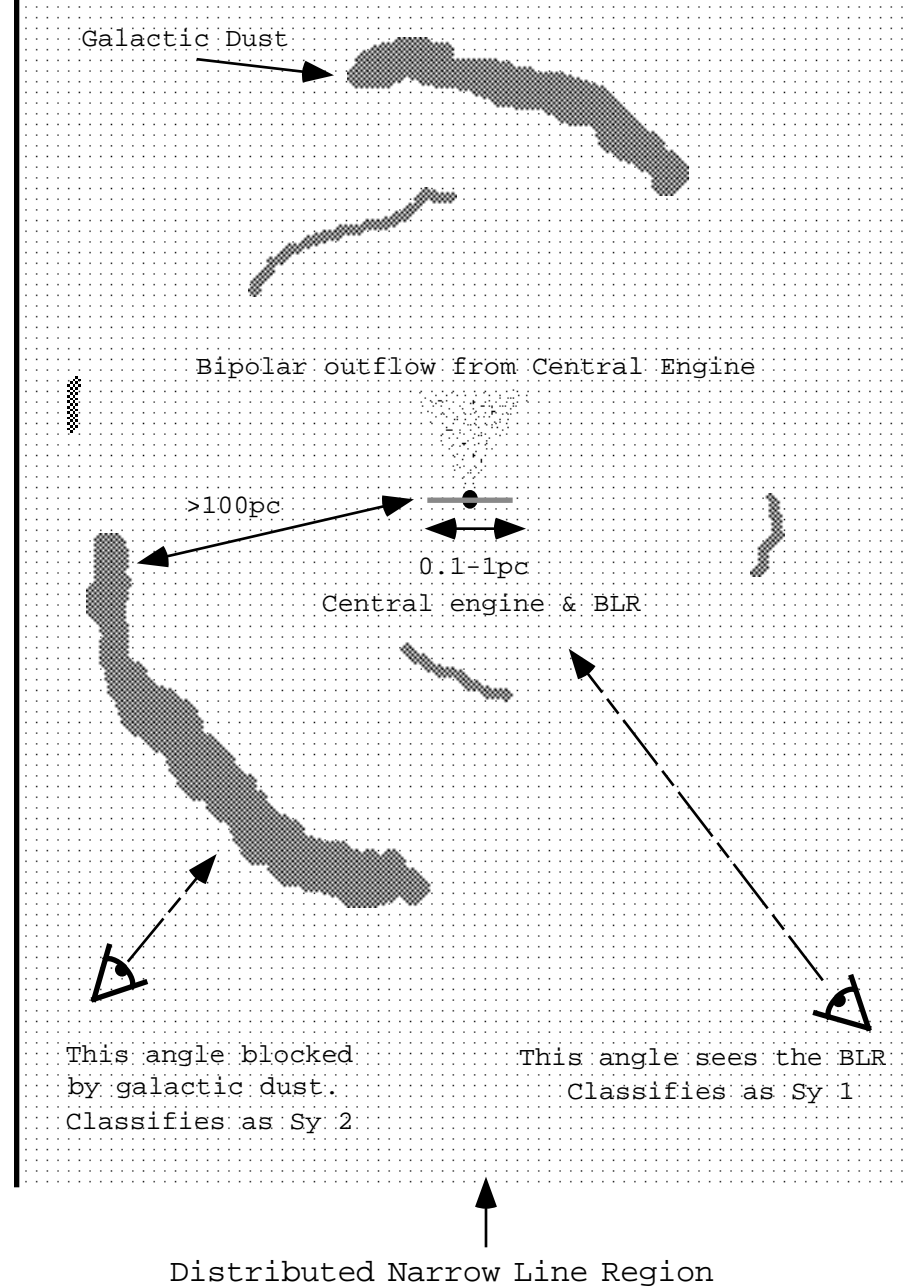 Galactic Dust
Bipolar outflow from Central Engine
>100pc
0.1-1pc
Central engine & BLR
This angle blocked
by galactic dust.
Classifies as Sy 2
This angle sees the BLR
Classifies as Sy 1
Distributed Narrow Line Region